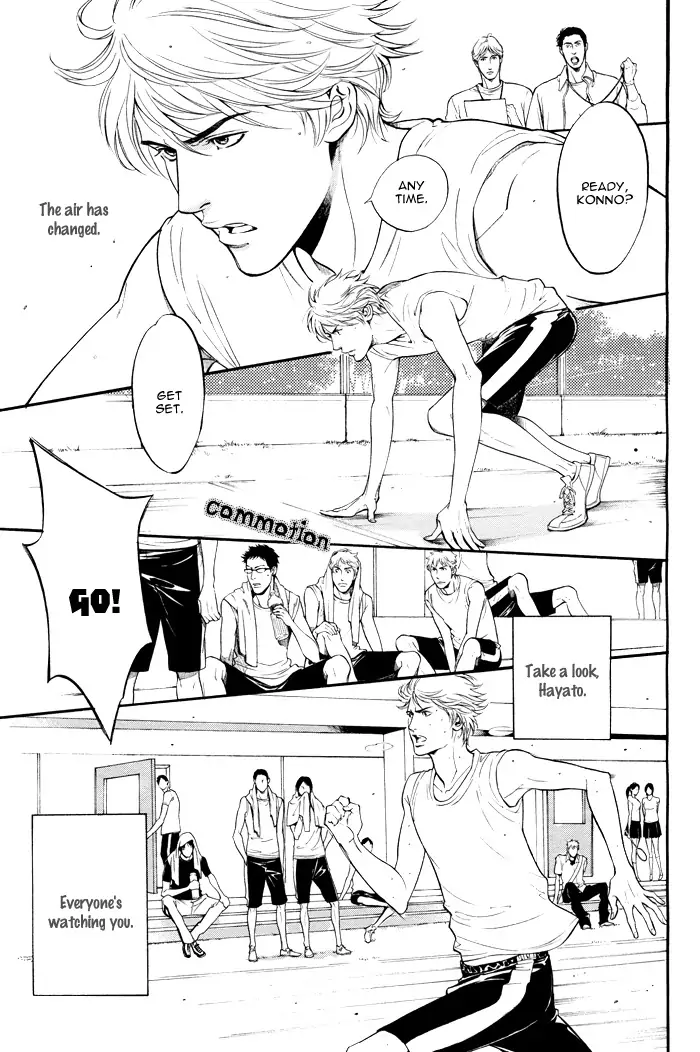 READY,
KONNO?
ANY
TIME.
The air has
changed.
GET
SET.
commotion
GO!
Take a look,
Hayato.
Everyone's
watching you.